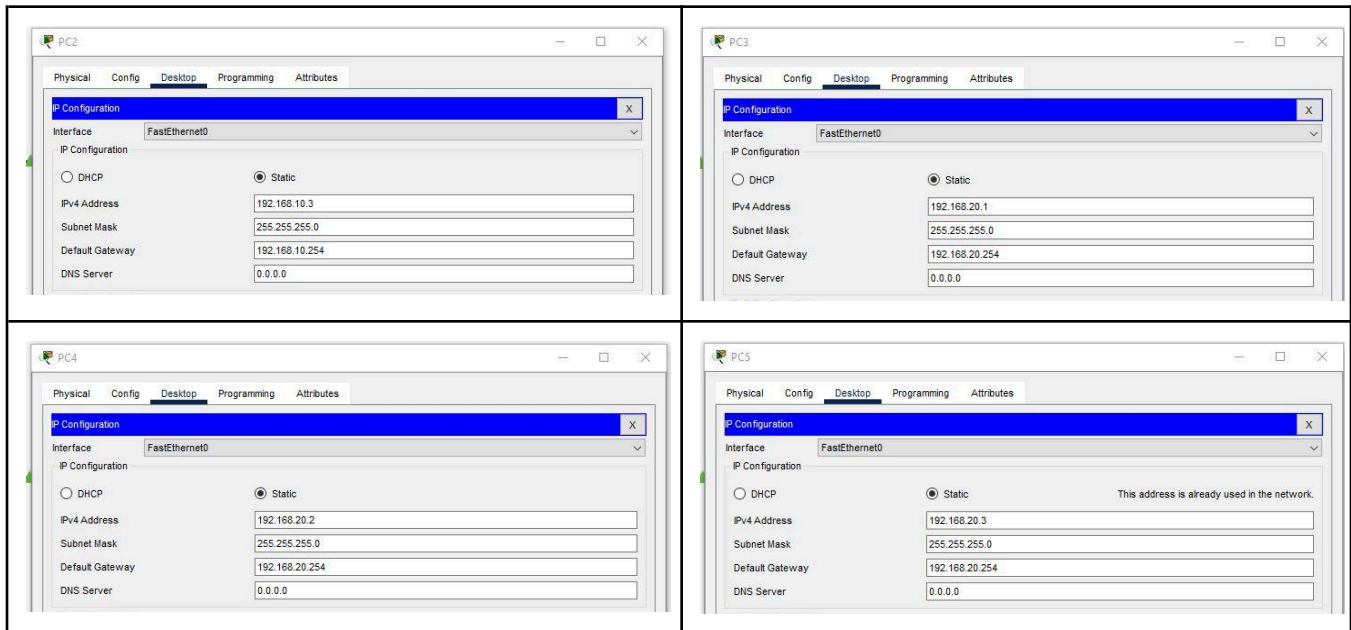 PC2
Physical Config Desktop Programming Attributes
IP Configuration X
Interface FastEthernet0
IP Configuration
DHCP Static
IPv4 Address 192.168.10.3
Subnet Mask 255.255.255.0
Default Gateway 192.168.10.254
DNS Server 0.0.0.0
PC3
Physical Config Desktop Programming Attributes
IP Configuration X
Interface FastEthernet0
IP Configuration
DHCP Static
IPv4 Address 192.168.20.1
Subnet Mask 255.255.255.0
Default Gateway 192.168.20.254
DNS Server 0.0.0.0
PC4
Physical Config Desktop Programming Attributes
IP Configuration X
Interface FastEthernet0
IP Configuration
DHCP Static
IPv4 Address 192.168.20.2
Subnet Mask 255.255.255.0
Default Gateway 192.168.20.254
DNS Server 0.0.0.0
PC5
Physical Config Desktop Programming Attributes
IP Configuration X
Interface FastEthernet0
IP Configuration
DHCP Static This address is already used in the network.
IPv4 Address 192.168.20.3
Subnet Mask 255.255.255.0
Default Gateway 192.168.20.254
DNS Server 0.0.0.0